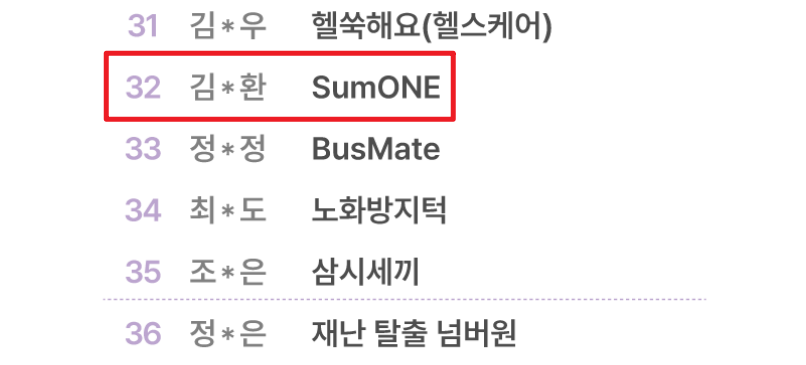 31 김*우 헬쑥해요(헬스케어)
32 김*환 SumONE
33 정*정 BusMate
34 최*도 노화방지턱
35 조*은 삼시세끼
36 정*은 재난 탈출 넘버원